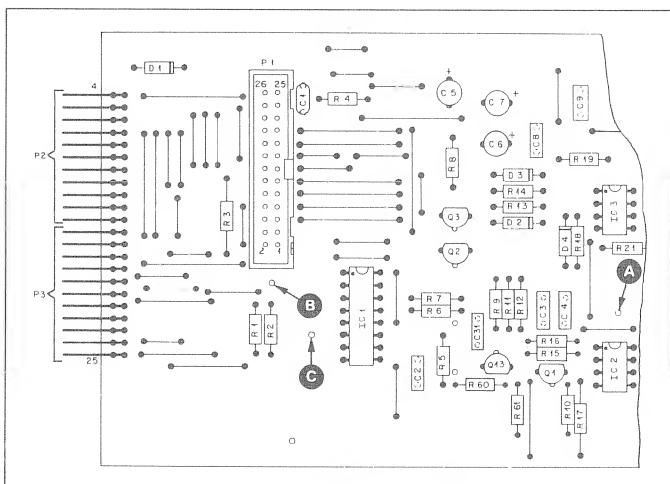 P1
4
D1
26 25
C1
R4
C5
+
C7
+
C6
+
C8
C9
P2
R8
R19
D3
R14
R13
D2
IC3
R3
Q3
Q2
D4
R18
R21
A
2 1
P3
B
R1
R2
C
IC1
R7
R6
R9
R11
R12
C3
C4
C31
R5
C2
R16
R15
Q13
Q1
IC2
25
R60
R61
R10
R17